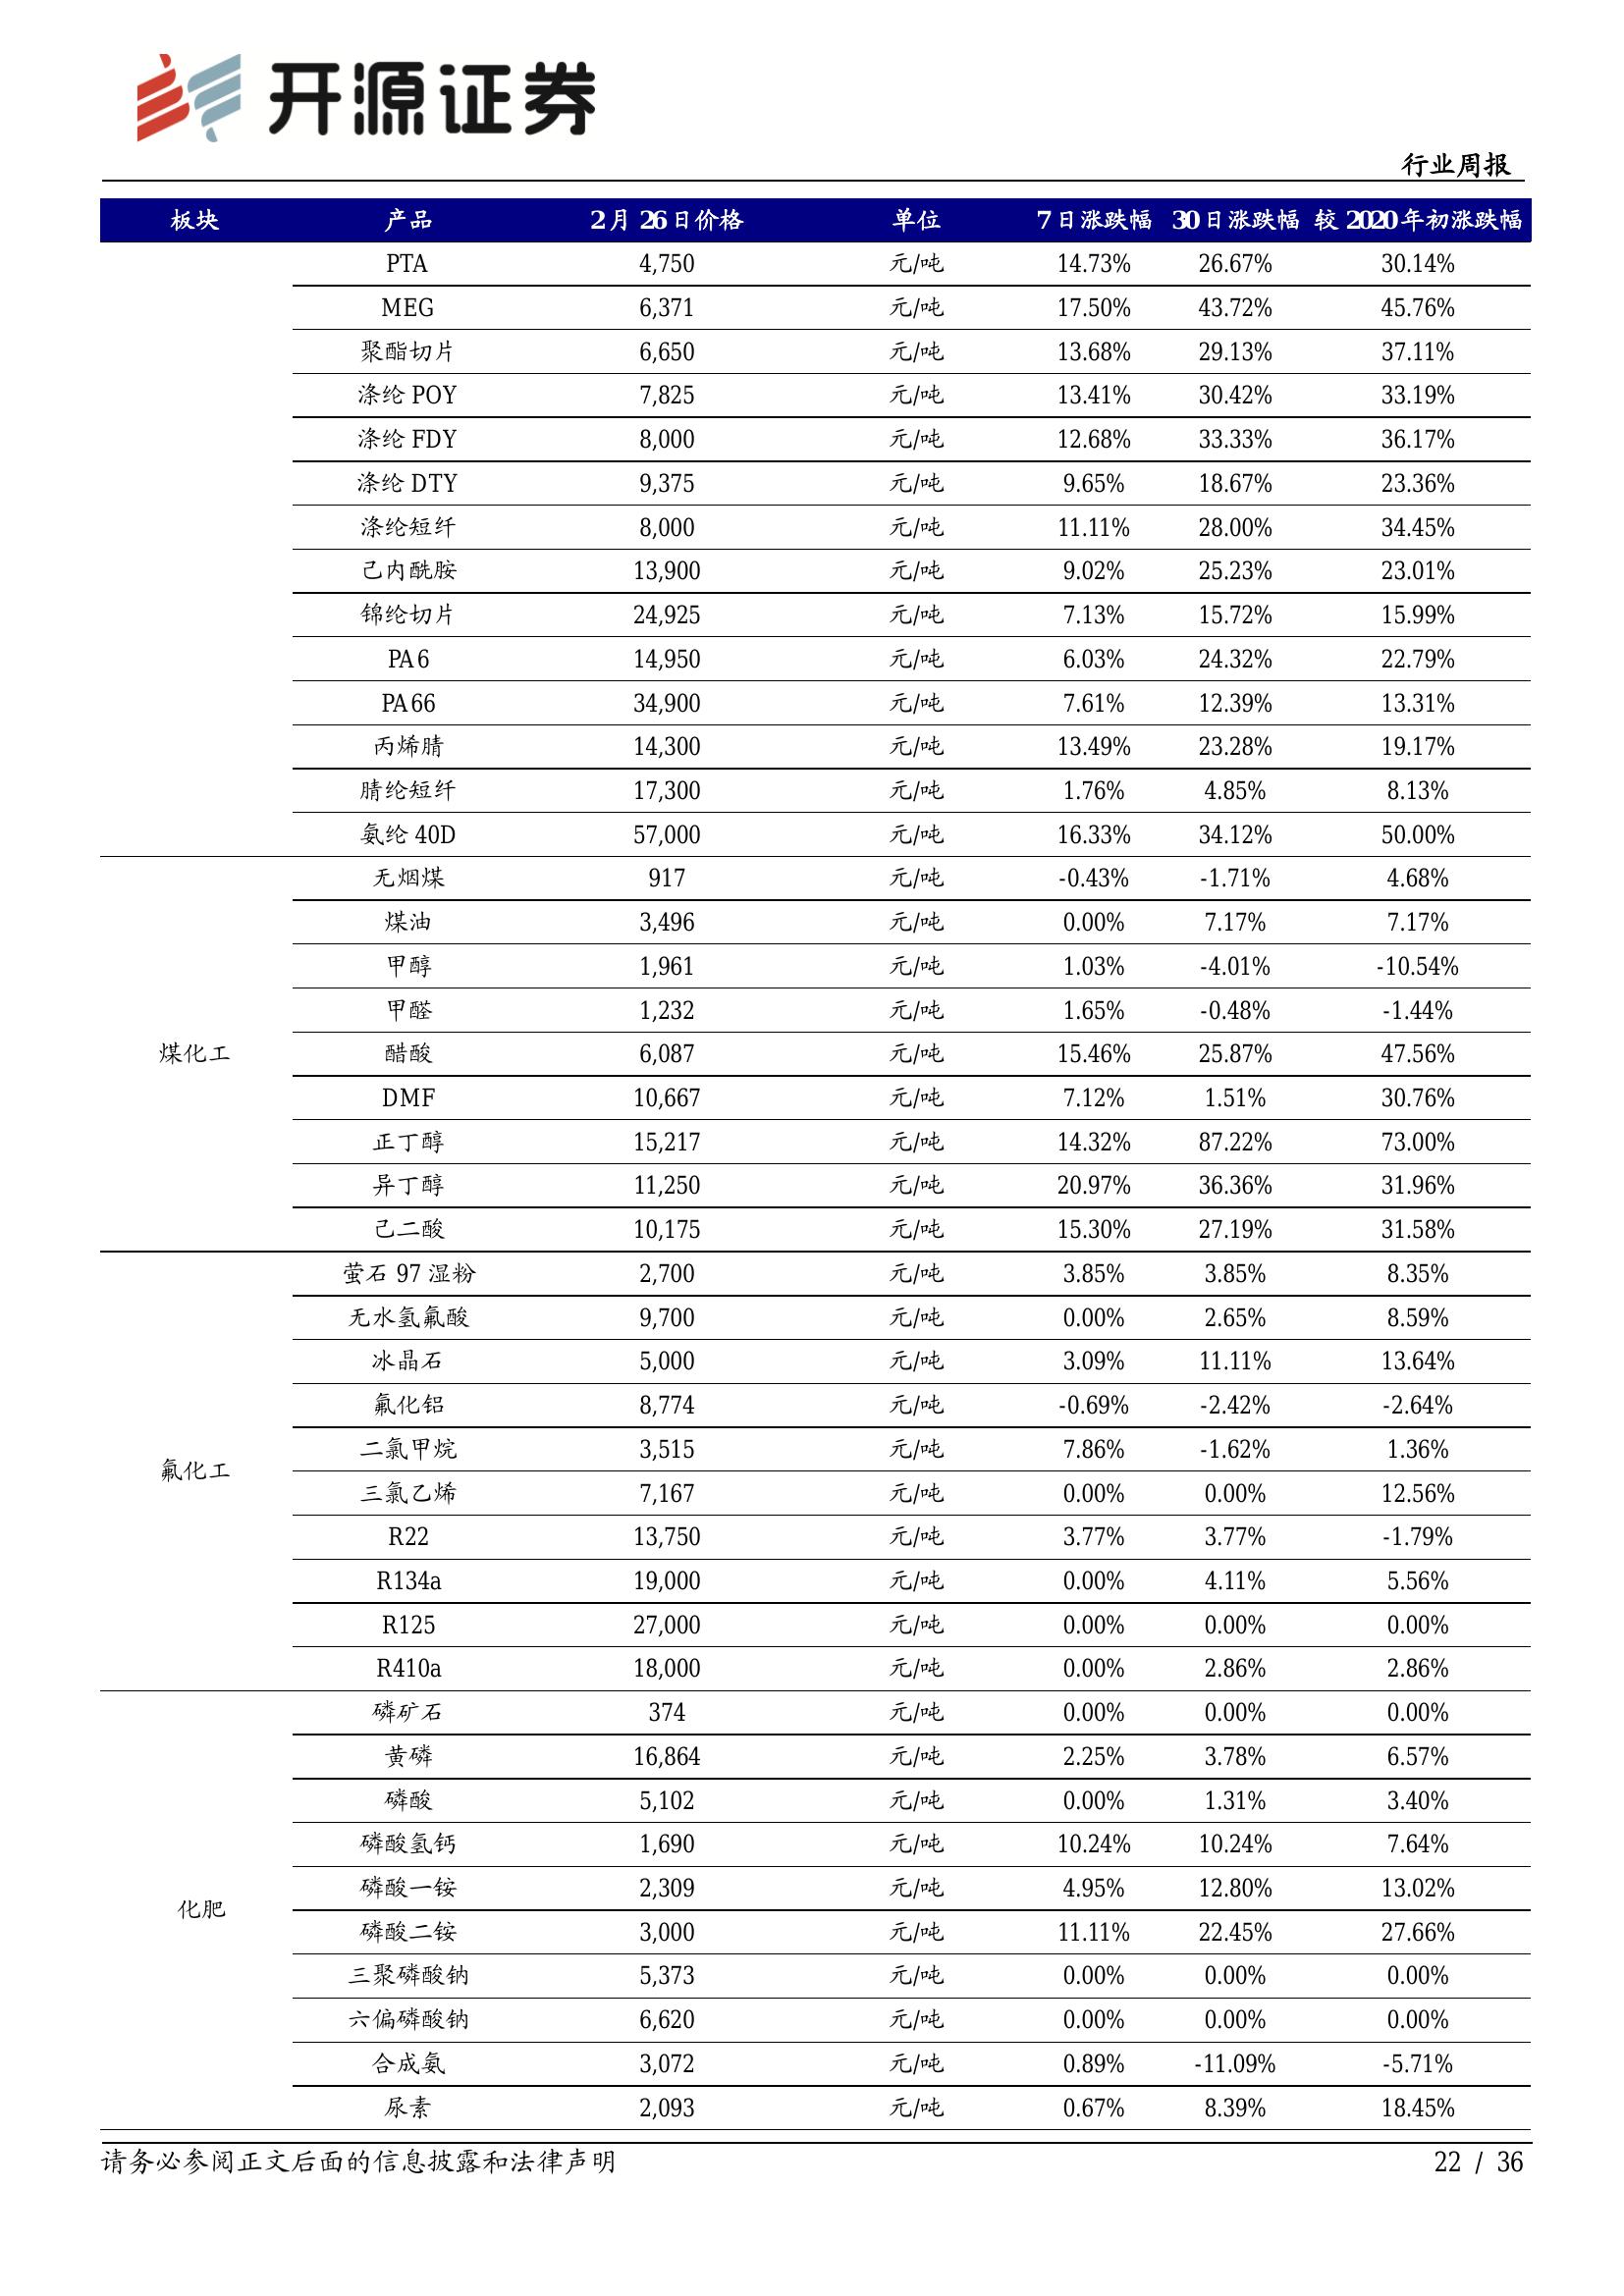 开源证券
行业周报
板块 产品 2月26日价格 单位 7日涨跌幅 30日涨跌幅 较2020年初涨跌幅
PTA 4,750 元/吨 14.73% 26.67% 30.14%
MEG 6,371 元/吨 17.50% 43.72% 45.76%
聚酯切片 6,650 元/吨 13.68% 29.13% 37.11%
涤纶 POY 7,825 元/吨 13.41% 30.42% 33.19%
涤纶 FDY 8,000 元/吨 12.68% 33.33% 36.17%
涤纶 DTY 9,375 元/吨 9.65% 18.67% 23.36%
涤纶短纤 8,000 元/吨 11.11% 28.00% 34.45%
己内酰胺 13,900 元/吨 9.02% 25.23% 23.01%
锦纶切片 24,925 元/吨 7.13% 15.72% 15.99%
PA6 14,950 元/吨 6.03% 24.32% 22.79%
PA66 34,900 元/吨 7.61% 12.39% 13.31%
丙烯腈 14,300 元/吨 13.49% 23.28% 19.17%
腈纶短纤 17,300 元/吨 1.76% 4.85% 8.13%
氨纶 40D 57,000 元/吨 16.33% 34.12% 50.00%
无烟煤 917 元/吨 -0.43% -1.71% 4.68%
煤油 3,496 元/吨 0.00% 7.17% 7.17%
甲醇 1,961 元/吨 1.03% -4.01% -10.54%
甲醛 1,232 元/吨 1.65% -0.48% -1.44%
煤化工 醋酸 6,087 元/吨 15.46% 25.87% 47.56%
DMF 10,667 元/吨 7.12% 1.51% 30.76%
正丁醇 15,217 元/吨 14.32% 87.22% 73.00%
异丁醇 11,250 元/吨 20.97% 36.36% 31.96%
己二酸 10,175 元/吨 15.30% 27.19% 31.58%
萤石 97 湿粉 2,700 元/吨 3.85% 3.85% 8.35%
无水氢氟酸 9,700 元/吨 0.00% 2.65% 8.59%
冰晶石 5,000 元/吨 3.09% 11.11% 13.64%
氟化铝 8,774 元/吨 -0.69% -2.42% -2.64%
二氯甲烷 3,515 元/吨 7.86% -1.62% 1.36%
氟化工
三氯乙烯 7,167 元/吨 0.00% 0.00% 12.56%
R22 13,750 元/吨 3.77% 3.77% -1.79%
R134a 19,000 元/吨 0.00% 4.11% 5.56%
R125 27,000 元/吨 0.00% 0.00% 0.00%
R410a 18,000 元/吨 0.00% 2.86% 2.86%
磷矿石 374 元/吨 0.00% 0.00% 0.00%
黄磷 16,864 元/吨 2.25% 3.78% 6.57%
磷酸 5,102 元/吨 0.00% 1.31% 3.40%
磷酸氢钙 1,690 元/吨 10.24% 10.24% 7.64%
磷酸一铵 2,309 元/吨 4.95% 12.80% 13.02%
化肥
磷酸二铵 3,000 元/吨 11.11% 22.45% 27.66%
三聚磷酸钠 5,373 元/吨 0.00% 0.00% 0.00%
六偏磷酸钠 6,620 元/吨 0.00% 0.00% 0.00%
合成氨 3,072 元/吨 0.89% -11.09% -5.71%
尿素 2,093 元/吨 0.67% 8.39% 18.45%
请务必参阅正文后面的信息披露和法律声明 22 / 36